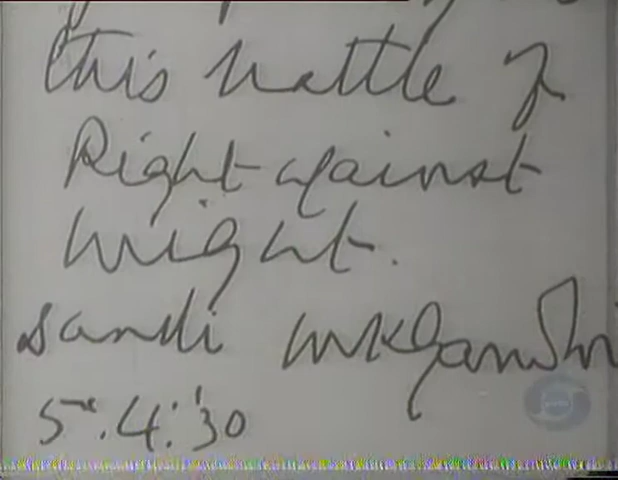 this battle of
Right against
might.
Dandi MKGandhi
5.4.'30